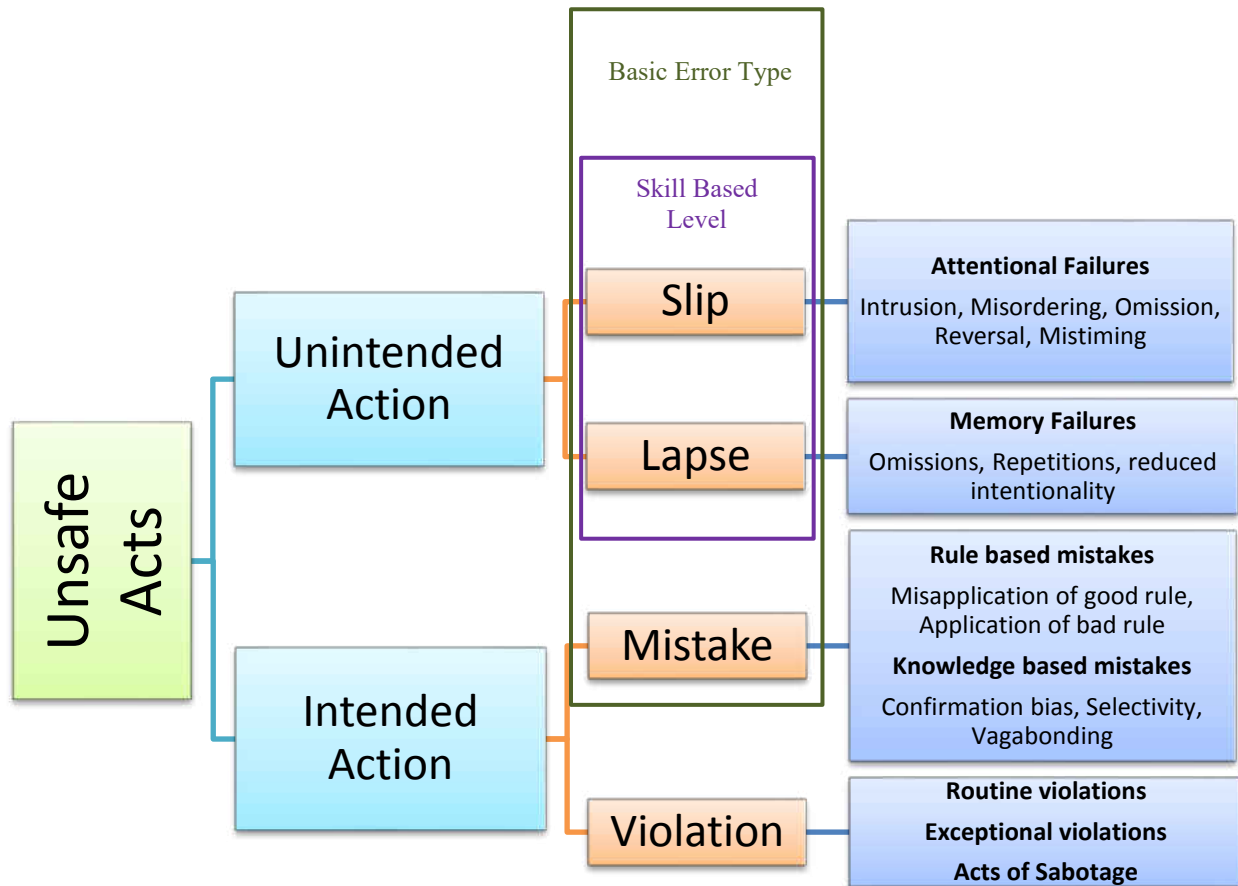 Basic Error Type
Skill Based
Level
Unsafe
Acts
Unintended
Action
Intended
Action
Slip
Lapse
Mistake
Violation
Attentional Failures
Intrusion, Misordering, Omission,
Reversal, Mistiming
Memory Failures
Omissions, Repetitions, reduced
intentionality
Rule based mistakes
Misapplication of good rule,
Application of bad rule
Knowledge based mistakes
Confirmation bias, Selectivity,
Vagabonding
Routine violations
Exceptional violations
Acts of Sabotage